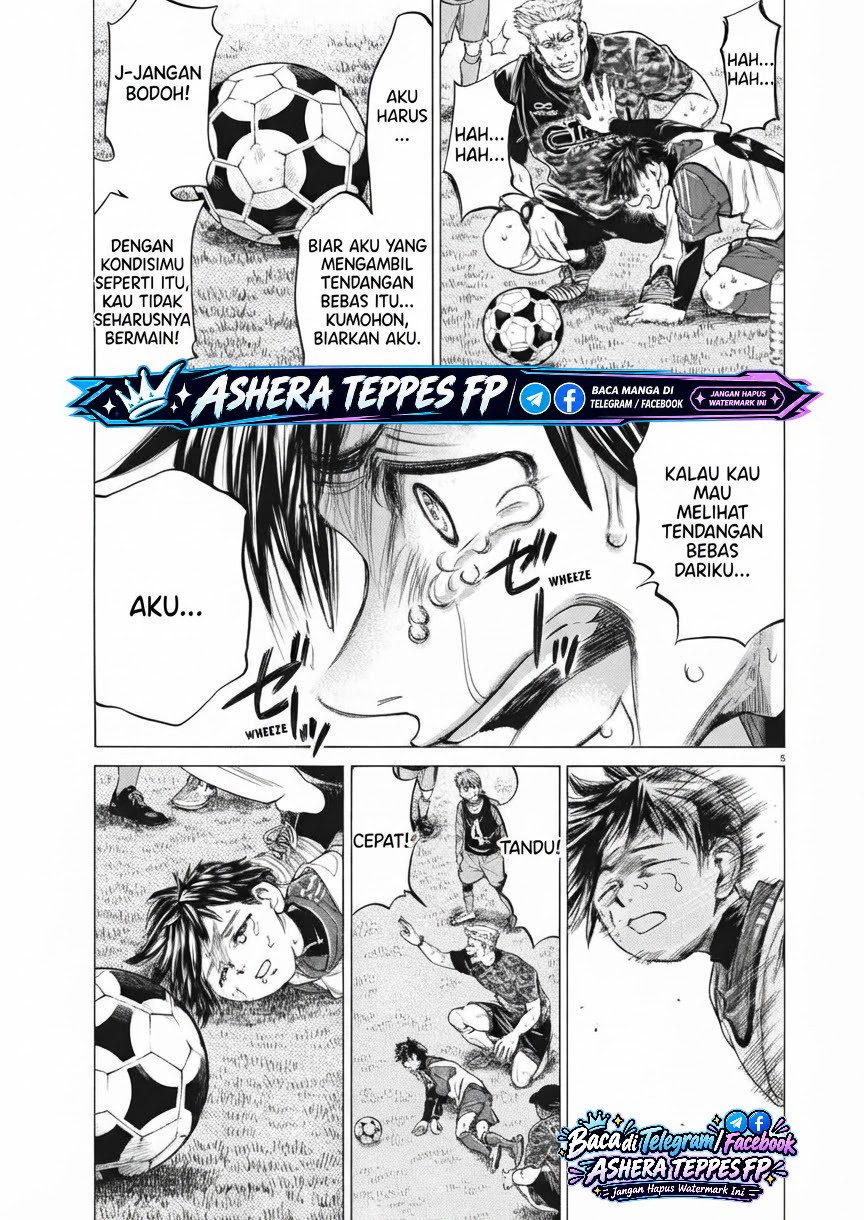 HAH...
HAH...
HAH...
HAH...
AKU
HARUS
...
BIAR AKU YANG
MENGAMBIL
TENDANGAN
BEBAS ITU...
KUMOHON,
BIARKAN AKU.
J-JANGAN
BODOH!
DENGAN
KONDISIMU
SEPERTI ITU,
KAU TIDAK
SEHARUSNYA
BERMAIN!
ASHERA TEPPES FP
BACA MANGA DI
TELEGRAM / FACEBOOK
JANGAN HAPUS
WATERMARK INI
KALAU KAU
MAU
MELIHAT
TENDANGAN
BEBAS
DARIKU...
ゼ
WHEEZE
ゼ
WHEEZE
AKU...
5
TANDU!
CEPAT!
4
Baca di Telegram/Facebook
ASHERA TEPPES FP
Jangan Hapus Watermark Ini